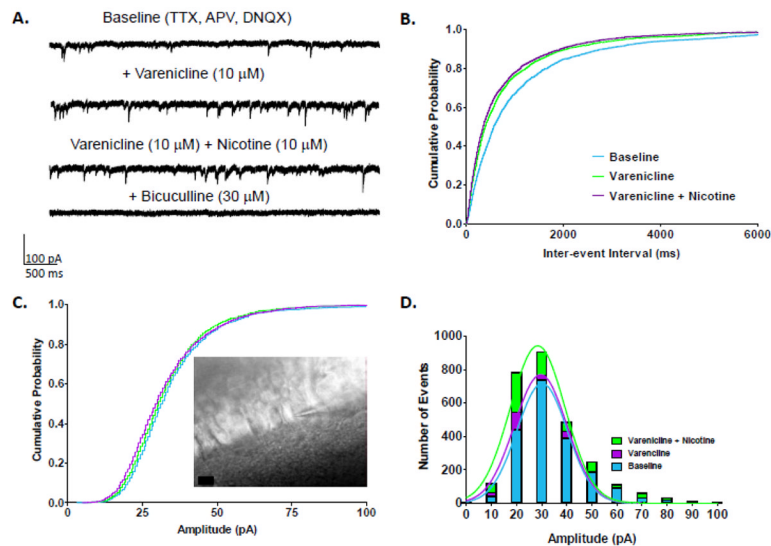 A.
Baseline (TTX, APV, DNQX)
+ Varenicline (10 µM)
Varenicline (10 µM) + Nicotine (10 µM)
+ Bicuculline (30 µM)
100 pA
500 ms
B.
Cumulative Probability
1.0
0.8
0.6
0.4
0.2
0.0
Baseline
Varenicline
Varenicline + Nicotine
0
2000
4000
6000
Inter-event Interval (ms)
C.
Cumulative Probability
1.0
0.8
0.6
0.4
0.2
0.0
0
25
50
75
100
Amplitude (pA)
D.
Number of Events
1000
800
600
400
200
0
Varenicline + Nicotine
Varencline
Baseline
0
10
20
30
40
50
60
70
80
90
100
Amplitude (pA)